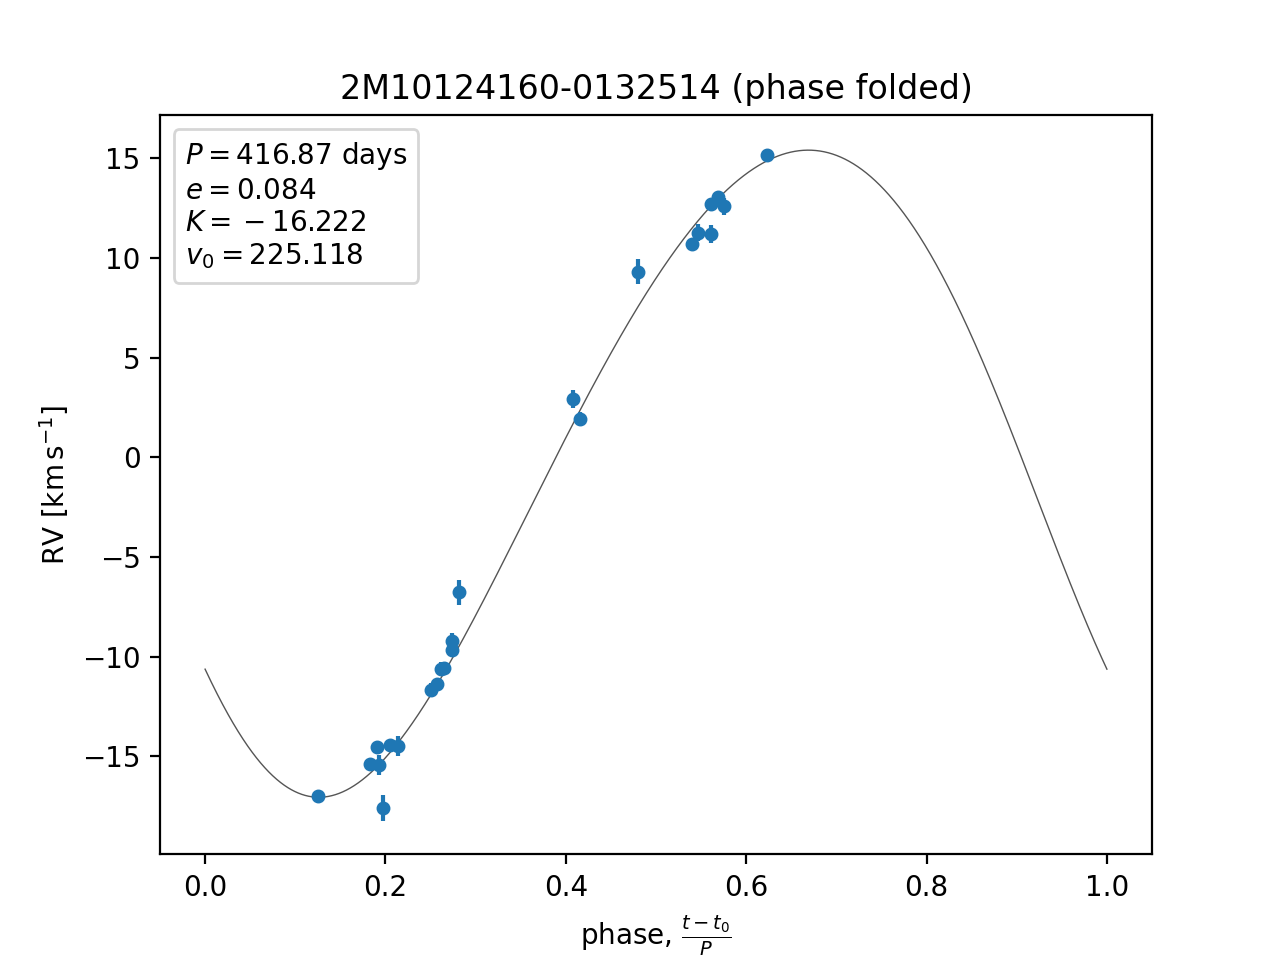 2M10124160-0132514 (phase folded)
P = 416.87 days
e = 0.084
K = −16.222
v₀ = 225.118
15
10
5
0
−5
−10
−15
RV [km s⁻¹]
0.0 0.2 0.4 0.6 0.8 1.0
phase, (t − t₀)/P